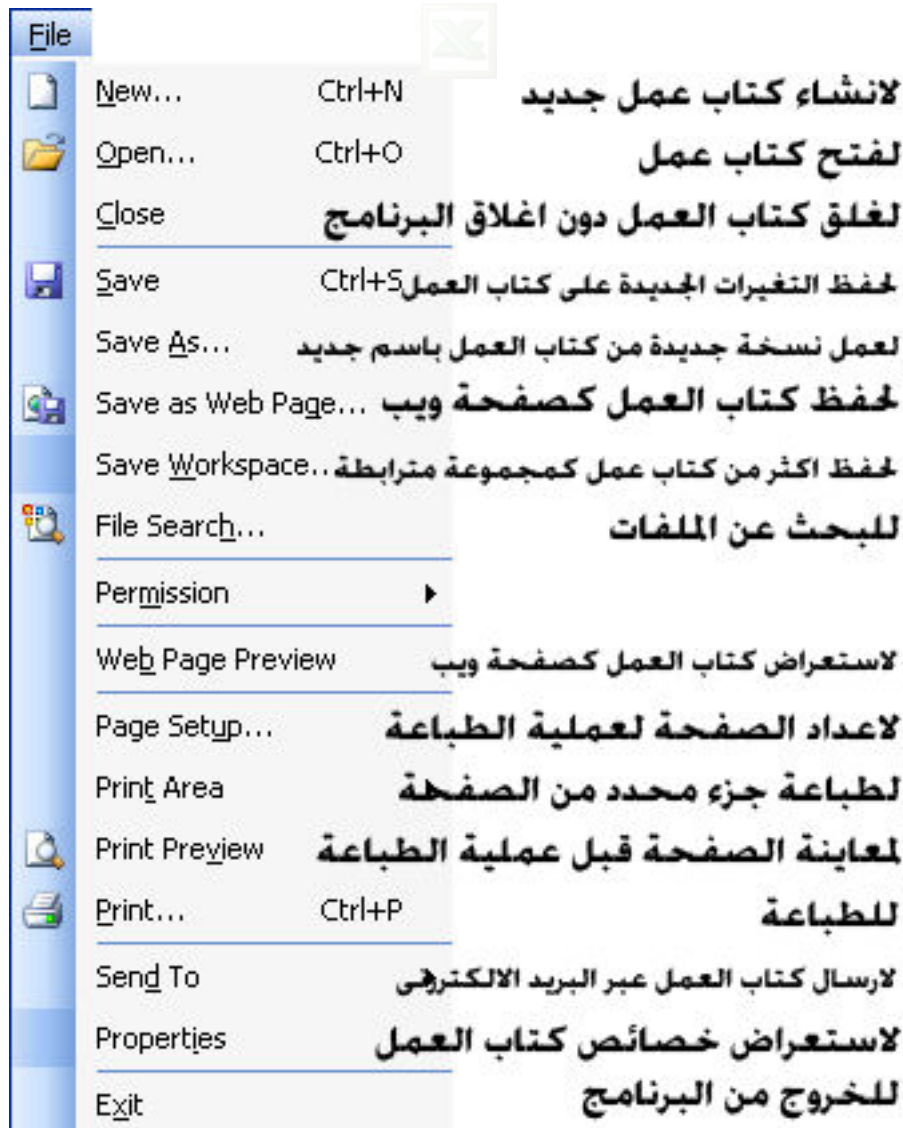 File
New... Ctrl+N لانشاء كتاب عمل جديد
Open... Ctrl+O لفتح كتاب عمل
Close لغلق كتاب العمل دون اغلاق البرنامج
Save Ctrl+S لحفظ التغيرات الجديدة على كتاب العمل
Save As... لعمل نسخة جديدة من كتاب العمل باسم جديد
Save as Web Page... لحفظ كتاب العمل كصفحة ويب
Save Workspace.. لحفظ اكثر من كتاب عمل كمجموعة مترابطة
File Search... للبحث عن الملفات
Permission
Web Page Preview لاستعراض كتاب العمل كصفحة ويب
Page Setup... لاعداد الصفحة لعملية الطباعة
Print Area لطباعة جزء محدد من الصفحة
Print Preview لمعاينة الصفحة قبل عملية الطباعة
Print... Ctrl+P للطباعة
Send To لارسال كتاب العمل عبر البريد الالكترونى
Properties لاستعراض خصائص كتاب العمل
Exit للخروج من البرنامج